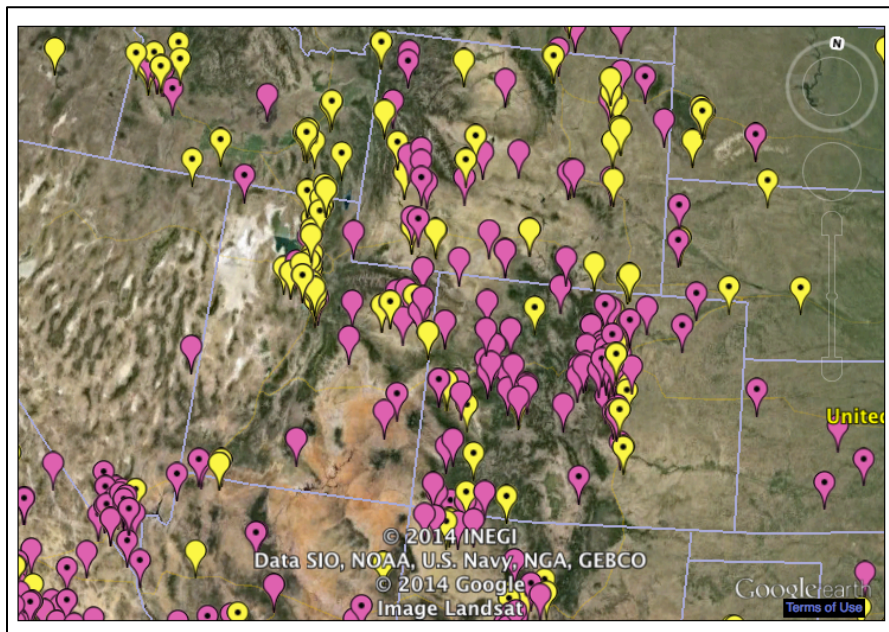 N
United
© 2014 INEGI
Data SIO, NOAA, U.S. Navy, NGA, GEBCO
© 2014 Google
Image Landsat
Google earth
Terms of Use